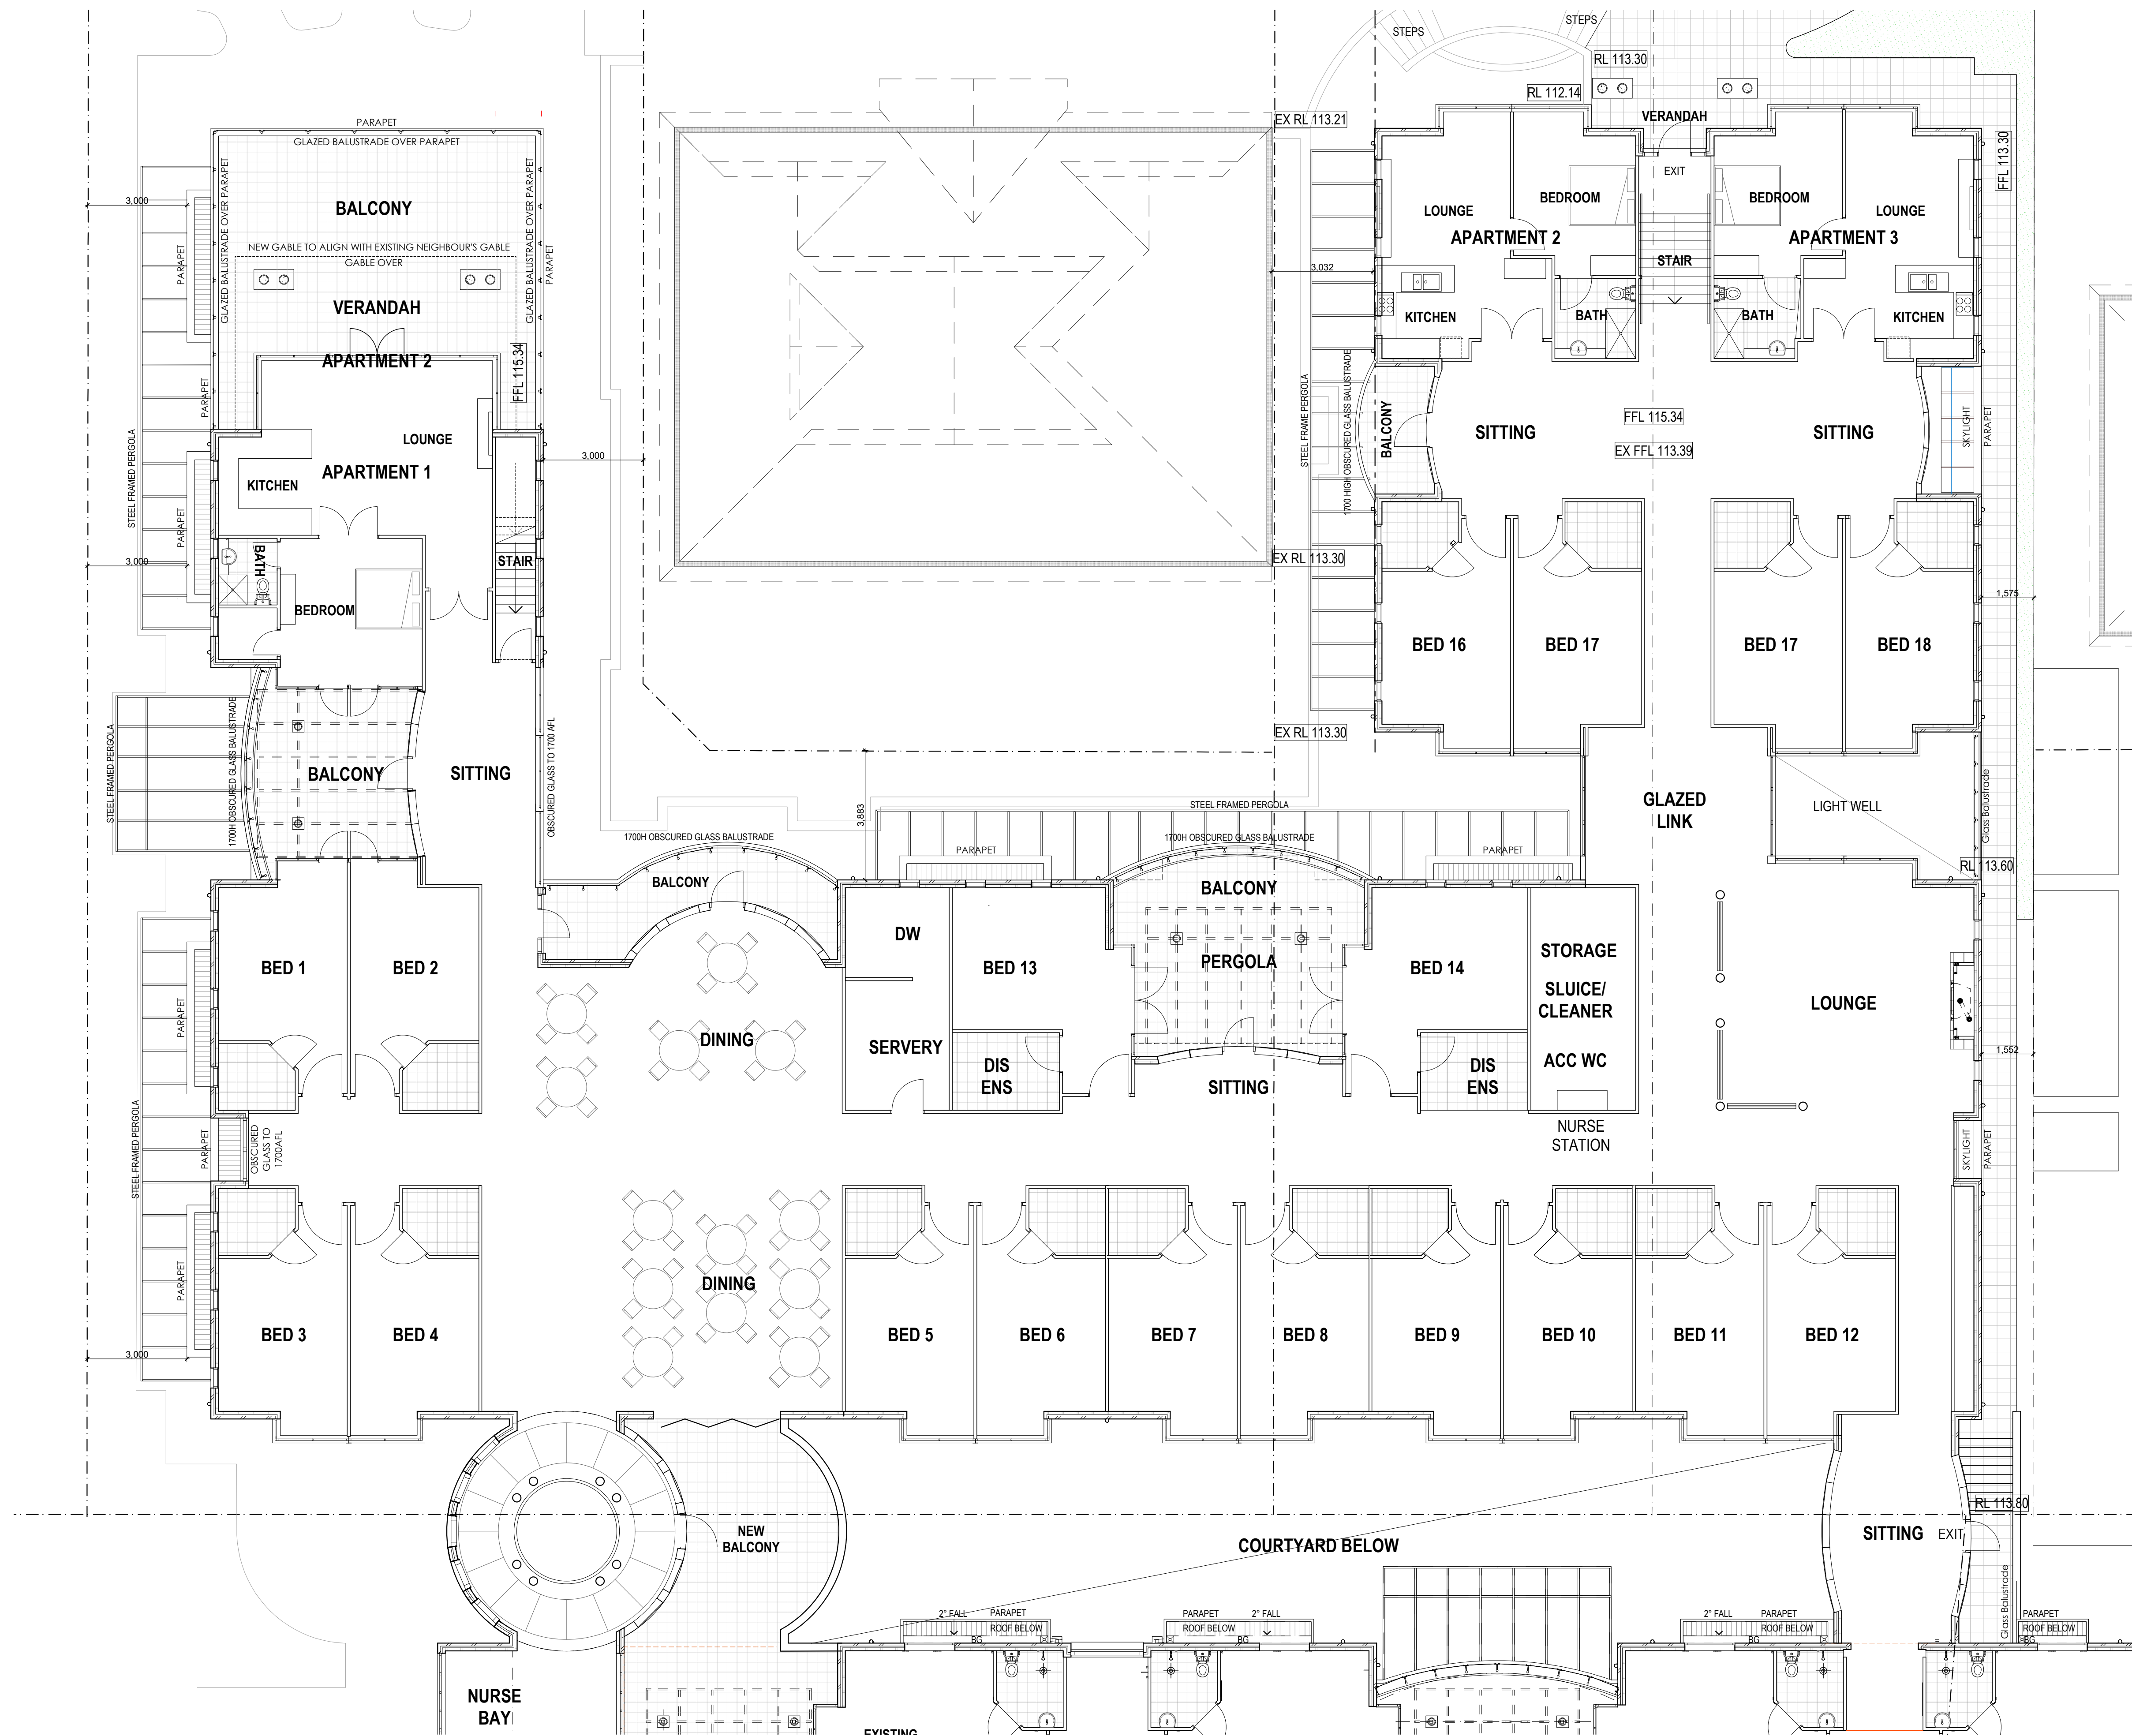 STEPS
STEPS
RL 113.30
RL 112.14
VERANDAH
EX RL 113.21
PARAPET
GLAZED BALUSTRADE OVER PARAPET
GLAZED BALUSTRADE OVER PARAPET
GLAZED BALUSTRADE OVER PARAPET
BALCONY
3,000
PARAPET
PARAPET
NEW GABLE TO ALIGN WITH EXISTING NEIGHBOUR'S GABLE
GABLE OVER
VERANDAH
APARTMENT 2
FFL 115.34
PARAPET
STEEL FRAMED PERGOLA
LOUNGE
APARTMENT 1
KITCHEN
3,000
PARAPET
BATH
STAIR
3,000
BEDROOM
EXIT
FFL 113.30
BEDROOM
BEDROOM
LOUNGE
LOUNGE
APARTMENT 2
APARTMENT 3
STAIR
3,032
KITCHEN
BATH
BATH
KITCHEN
STEEL FRAME PERGOLA
1700 HIGH OBSCURED GLASS BALUSTRADE
BALCONY
FFL 115.34
SITTING
SITTING
EX FFL 113.39
SKYLIGHT
PARAPET
EX RL 113.30
1,575
BED 16
BED 17
BED 17
BED 18
EX RL 113.30
STEEL FRAMED PERGOLA
1700H OBSCURED GLASS BALUSTRADE
BALCONY
SITTING
OBSCURED GLASS TO 1700 AFL
3,883
STEEL FRAMED PERGOLA
GLAZED
LINK
LIGHT WELL
Glass Balustrade
1700H OBSCURED GLASS BALUSTRADE
1700H OBSCURED GLASS BALUSTRADE
PARAPET
PARAPET
RL 113.60
BALCONY
BALCONY
DW
BED 13
PERGOLA
BED 14
STORAGE
SLUICE/
CLEANER
ACC WC
LOUNGE
BED 1
BED 2
PARAPET
DINING
SERVERY
DIS
ENS
SITTING
DIS
ENS
1,552
STEEL FRAMED PERGOLA
PARAPET
OBSCURED
GLASS TO
1700AFL
NURSE
STATION
SKYLIGHT
PARAPET
PARAPET
DINING
BED 3
BED 4
BED 5
BED 6
BED 7
BED 8
BED 9
BED 10
BED 11
BED 12
3,000
RL 113.80
NEW
BALCONY
COURTYARD BELOW
SITTING
EXIT
Glass Balustrade
2° FALL
PARAPET
ROOF BELOW
BG
PARAPET
2° FALL
ROOF BELOW
BG
2° FALL
PARAPET
ROOF BELOW
BG
PARAPET
ROOF BELOW
BG
NURSE
BAY
EXISTING